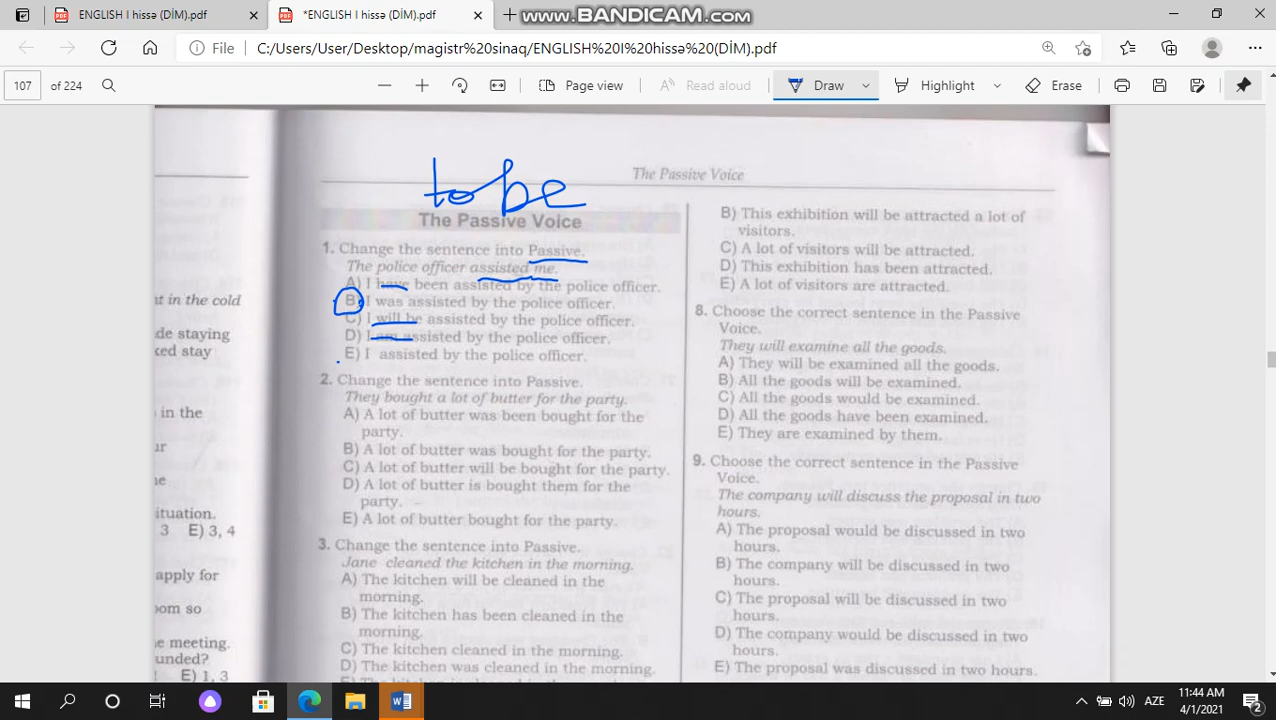 ENGLISH I hissə (DİM).pdf
*ENGLISH I hissə (DİM).pdf
www.BANDICAM.com
File
C:/Users/User/Desktop/magistr%20sinaq/ENGLISH%20I%20hissə%20(DİM).pdf
107 of 224
Page view
Read aloud
Draw
Highlight
Erase
t in the cold
de staying
ked stay
in the
ur
ne
ituation.
3 E) 3, 4
apply for
oom so
e meeting.
unded?
E) 1, 3
to be
The Passive Voice
The Passive Voice
1. Change the sentence into Passive.
The police officer assisted me.
A) I have been assisted by the police officer.
B) I was assisted by the police officer.
C) I will be assisted by the police officer.
D) I am assisted by the police officer.
E) I assisted by the police officer.
2. Change the sentence into Passive.
They bought a lot of butter for the party.
A) A lot of butter was been bought for the
party.
B) A lot of butter was bought for the party.
C) A lot of butter will be bought for the party.
D) A lot of butter is bought them for the
party.
E) A lot of butter bought for the party.
3. Change the sentence into Passive.
Jane cleaned the kitchen in the morning.
A) The kitchen will be cleaned in the
morning.
B) The kitchen has been cleaned in the
morning.
C) The kitchen cleaned in the morning.
D) The kitchen was cleaned in the morning.
B) This exhibition will be attracted a lot of
visitors.
C) A lot of visitors will be attracted.
D) This exhibition has been attracted.
E) A lot of visitors are attracted.
8. Choose the correct sentence in the Passive
Voice.
They will examine all the goods.
A) They will be examined all the goods.
B) All the goods will be examined.
C) All the goods would be examined.
D) All the goods have been examined.
E) They are examined by them.
9. Choose the correct sentence in the Passive
Voice.
The company will discuss the proposal in two
hours.
A) The proposal would be discussed in two
hours.
B) The company will be discussed in two
hours.
C) The proposal will be discussed in two
hours.
D) The company would be discussed in two
hours.
E) The proposal was discussed in two hours.
AZE
11:44 AM
4/1/2021
2